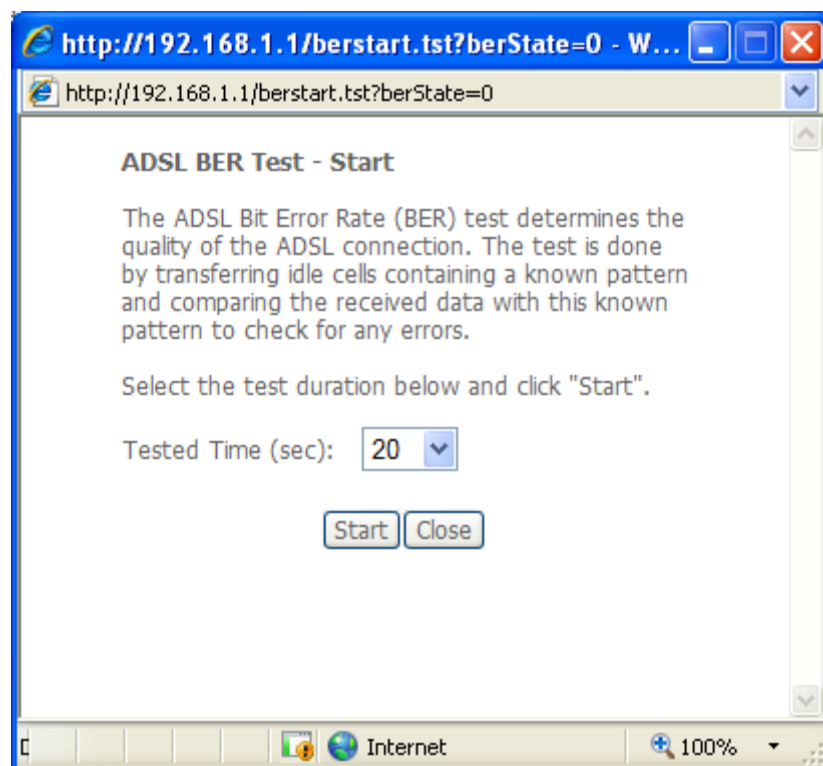 http://192.168.1.1/berstart.tst?berState=0 - W...
http://192.168.1.1/berstart.tst?berState=0
ADSL BER Test - Start
The ADSL Bit Error Rate (BER) test determines the
quality of the ADSL connection. The test is done
by transferring idle cells containing a known pattern
and comparing the received data with this known
pattern to check for any errors.
Select the test duration below and click "Start".
Tested Time (sec): 20
Start Close
Internet 100%